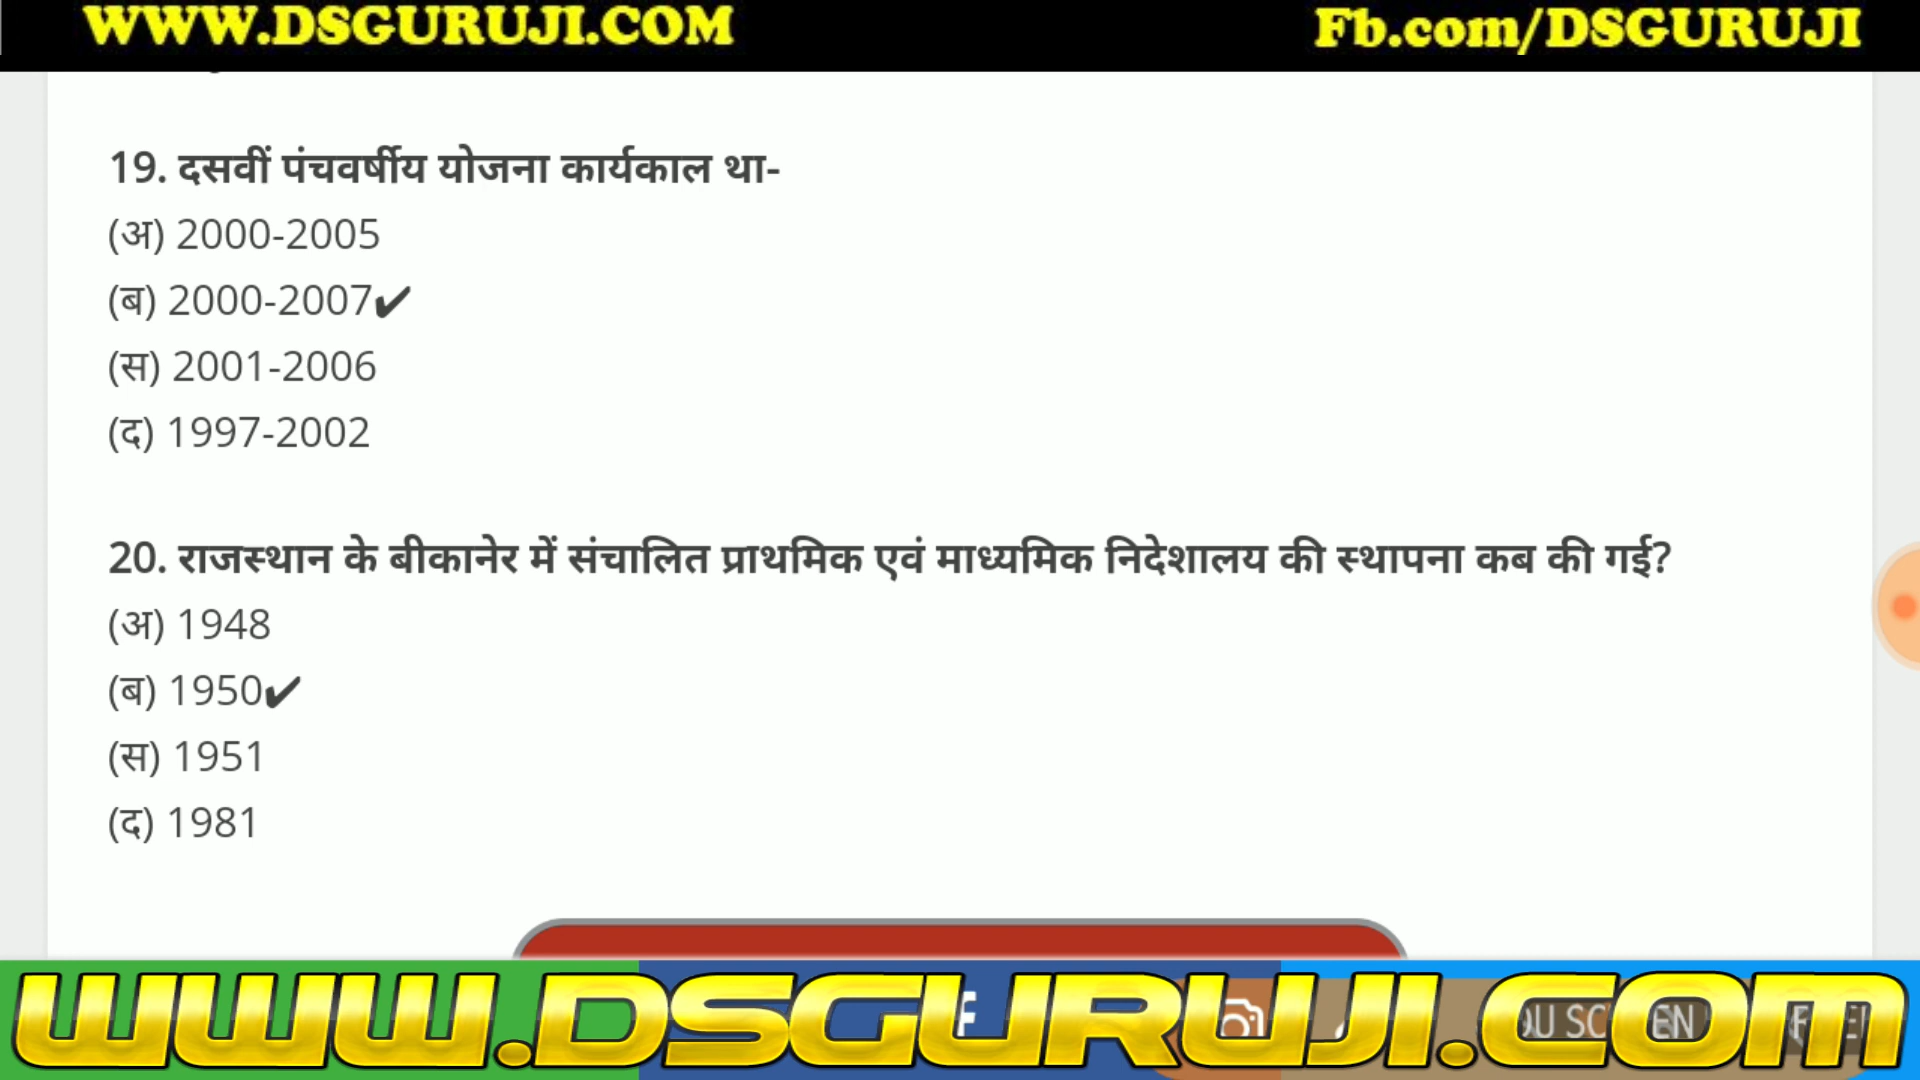 WWW.DSGURUJI.COM
Fb.com/DSGURUJI
19. दसवीं पंचवर्षीय योजना कार्यकाल था-
(अ) 2000-2005
(ब) 2000-2007✔
(स) 2001-2006
(द) 1997-2002
20. राजस्थान के बीकानेर में संचालित प्राथमिक एवं माध्यमिक निदेशालय की स्थापना कब की गई?
(अ) 1948
(ब) 1950✔
(स) 1951
(द) 1981
WWW.DSGURUJI.COM